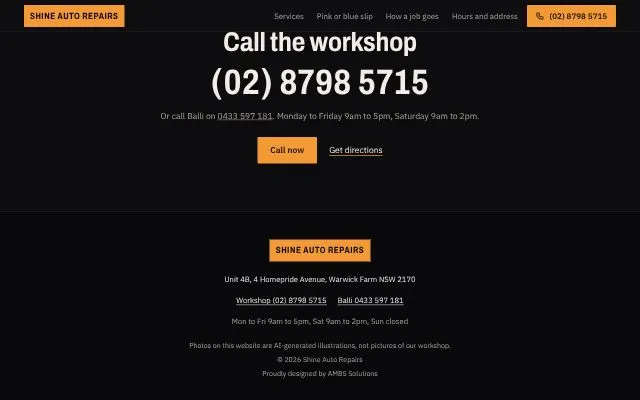 SHINE AUTO REPAIRS
Services Pink or blue slip How a job goes Hours and address (02) 8798 5715
Call the workshop
(02) 8798 5715
Or call Balli on 0433 597 181. Monday to Friday 9am to 5pm, Saturday 9am to 2pm.
Call now Get directions
SHINE AUTO REPAIRS
Unit 4B, 4 Homepride Avenue, Warwick Farm NSW 2170
Workshop (02) 8798 5715 Balli 0433 597 181
Mon to Fri 9am to 5pm, Sat 9am to 2pm, Sun closed
Photos on this website are AI-generated illustrations, not pictures of our workshop.
© 2026 Shine Auto Repairs
Proudly designed by AMBS Solutions